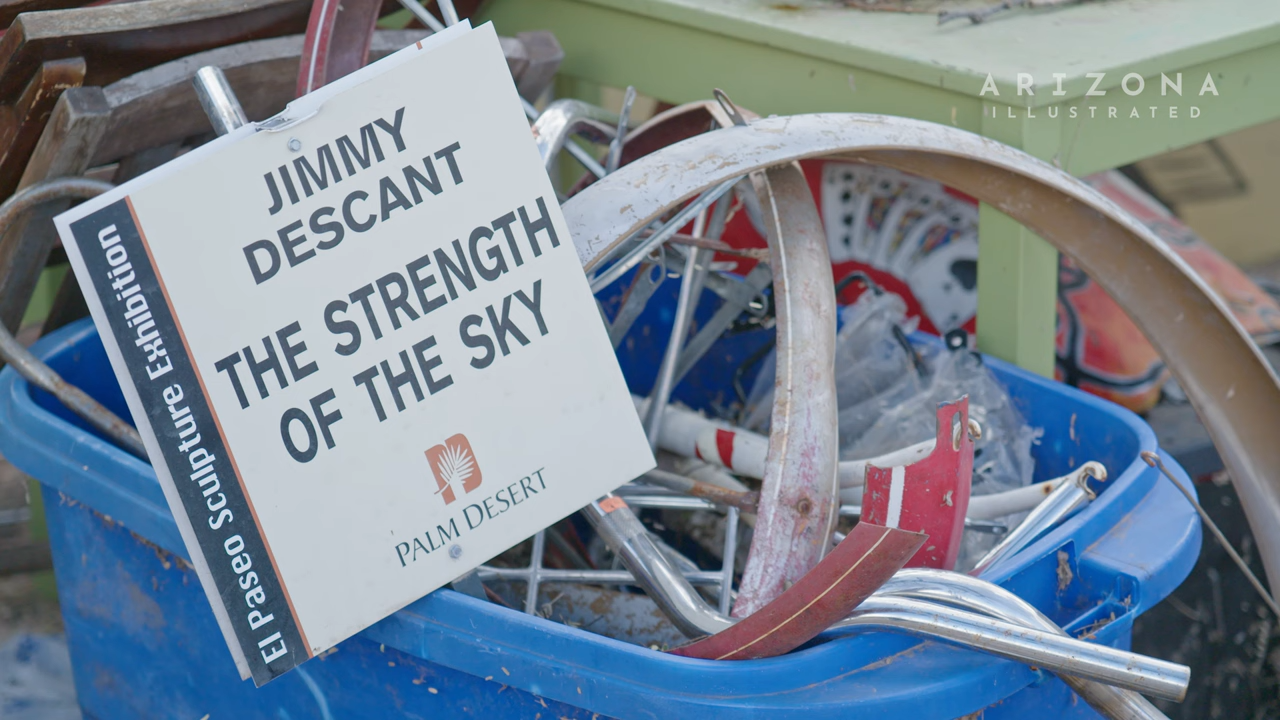 ARIZONA
ILLUSTRATED
JIMMY
DESCANT
THE STRENGTH
OF THE SKY
PALM DESERT
El Paseo Sculpture Exhibition